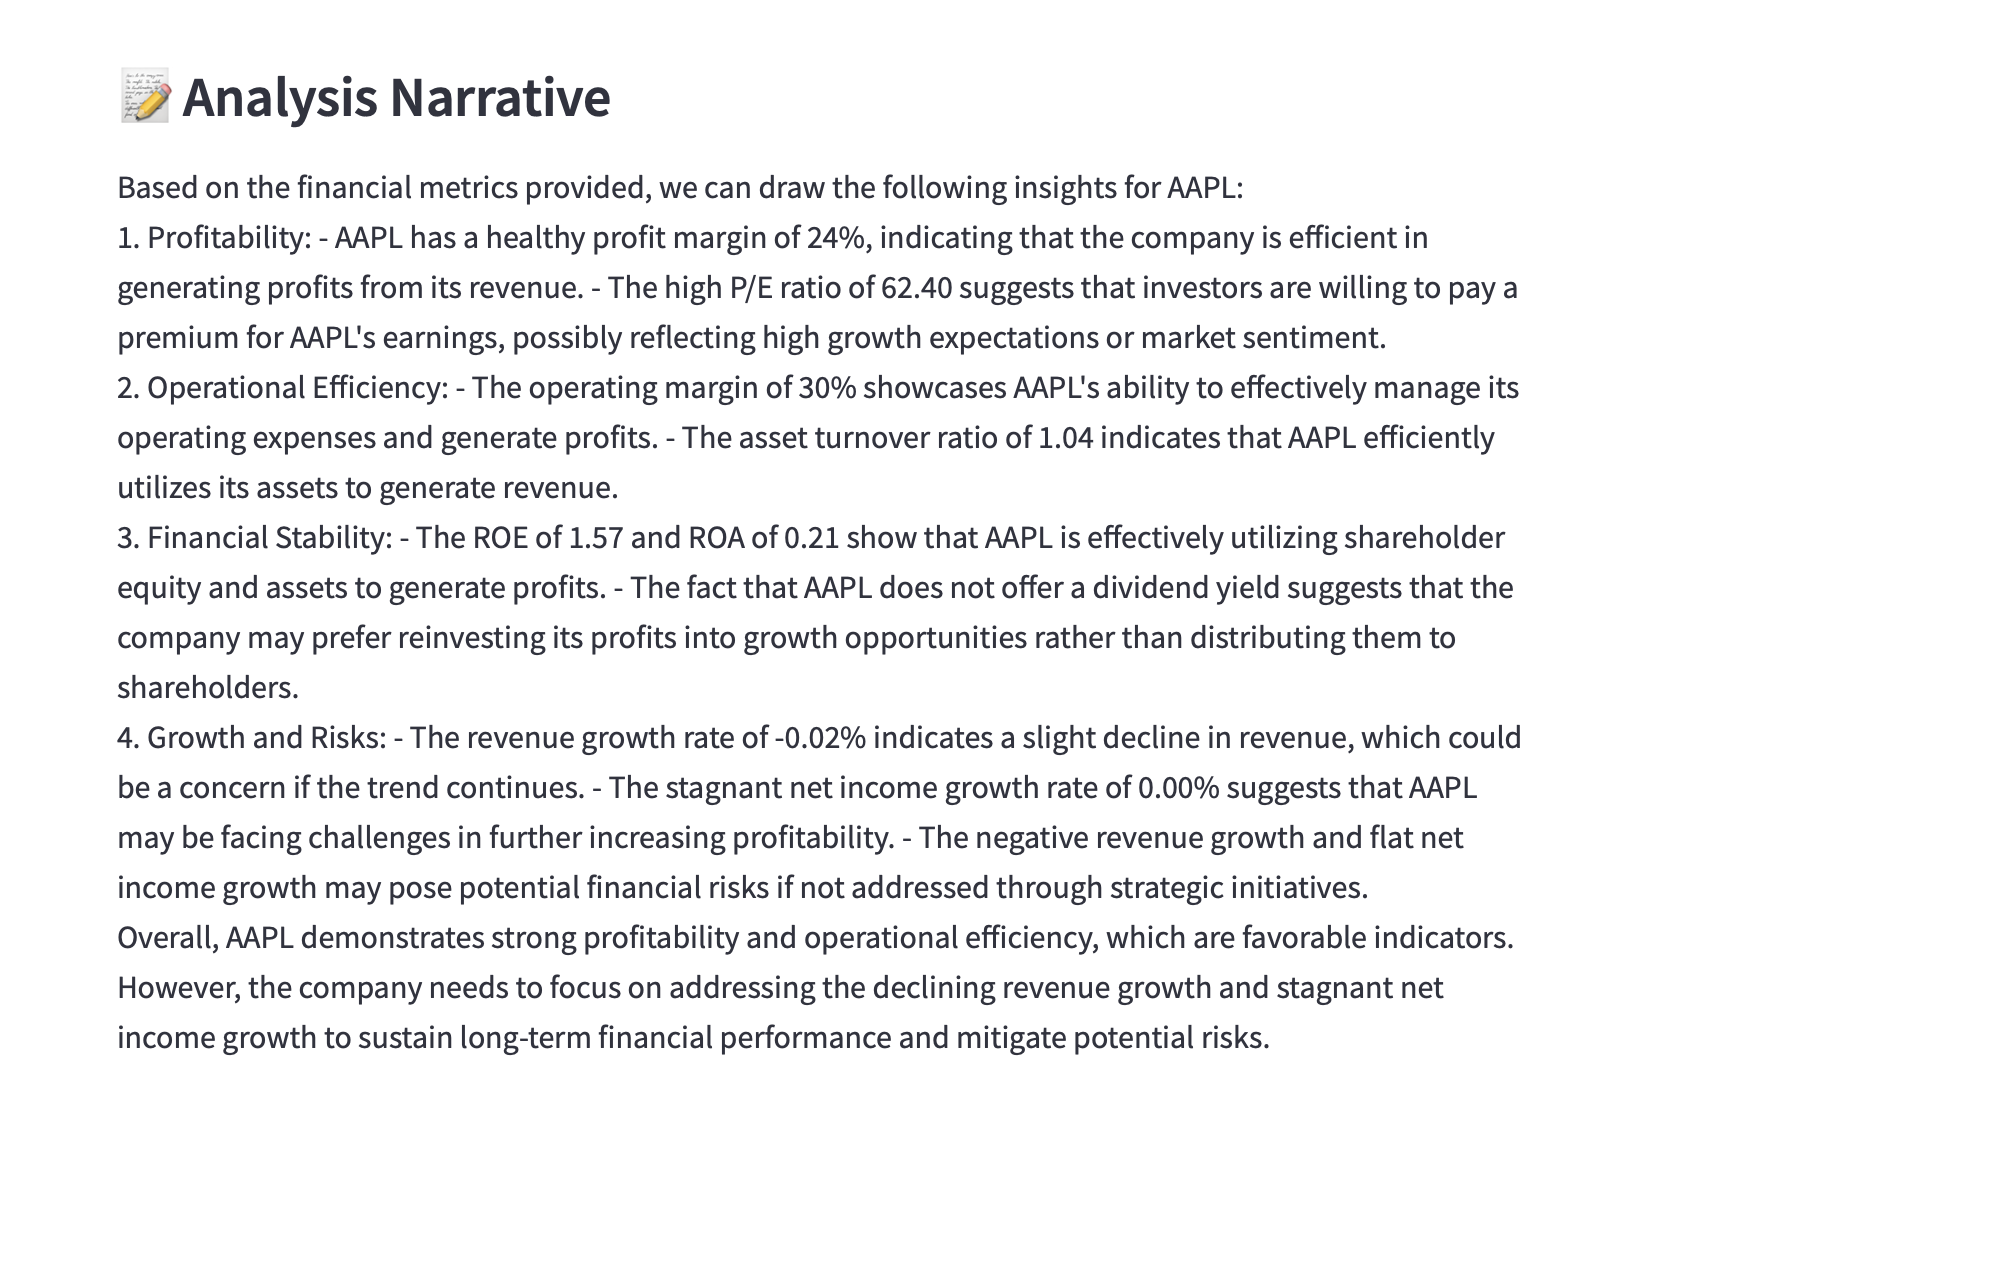 Analysis Narrative
Based on the financial metrics provided, we can draw the following insights for AAPL:
1. Profitability: - AAPL has a healthy profit margin of 24%, indicating that the company is efficient in
generating profits from its revenue. - The high P/E ratio of 62.40 suggests that investors are willing to pay a
premium for AAPL's earnings, possibly reflecting high growth expectations or market sentiment.
2. Operational Efficiency: - The operating margin of 30% showcases AAPL's ability to effectively manage its
operating expenses and generate profits. - The asset turnover ratio of 1.04 indicates that AAPL efficiently
utilizes its assets to generate revenue.
3. Financial Stability: - The ROE of 1.57 and ROA of 0.21 show that AAPL is effectively utilizing shareholder
equity and assets to generate profits. - The fact that AAPL does not offer a dividend yield suggests that the
company may prefer reinvesting its profits into growth opportunities rather than distributing them to
shareholders.
4. Growth and Risks: - The revenue growth rate of -0.02% indicates a slight decline in revenue, which could
be a concern if the trend continues. - The stagnant net income growth rate of 0.00% suggests that AAPL
may be facing challenges in further increasing profitability. - The negative revenue growth and flat net
income growth may pose potential financial risks if not addressed through strategic initiatives.
Overall, AAPL demonstrates strong profitability and operational efficiency, which are favorable indicators.
However, the company needs to focus on addressing the declining revenue growth and stagnant net
income growth to sustain long-term financial performance and mitigate potential risks.